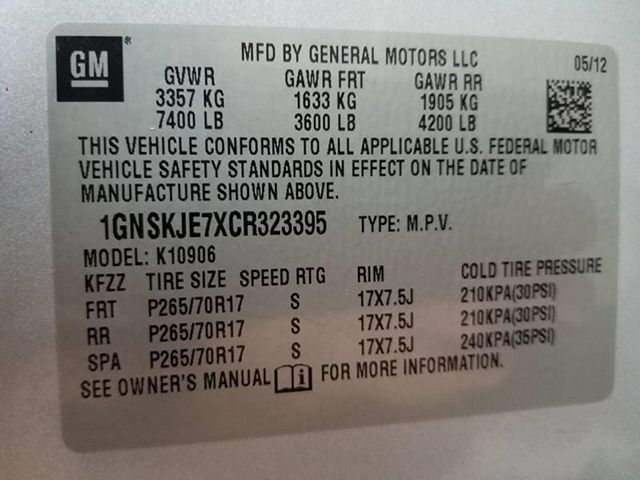 GM
MFD BY GENERAL MOTORS LLC 05/12
GVWR GAWR FRT GAWR RR
3357 KG 1633 KG 1905 KG
7400 LB 3600 LB 4200 LB
THIS VEHICLE CONFORMS TO ALL APPLICABLE U.S. FEDERAL MOTOR
VEHICLE SAFETY STANDARDS IN EFFECT ON THE DATE OF
MANUFACTURE SHOWN ABOVE.
1GNSKJE7XCR323395 TYPE: M.P.V.
MODEL: K10906
KFZZ TIRE SIZE SPEED RTG RIM COLD TIRE PRESSURE
FRT P265/70R17 S 17X7.5J 210KPA(30PSI)
RR P265/70R17 S 17X7.5J 210KPA(30PSI)
SPA P265/70R17 S 17X7.5J 240KPA(35PSI)
SEE OWNER'S MANUAL FOR MORE INFORMATION.